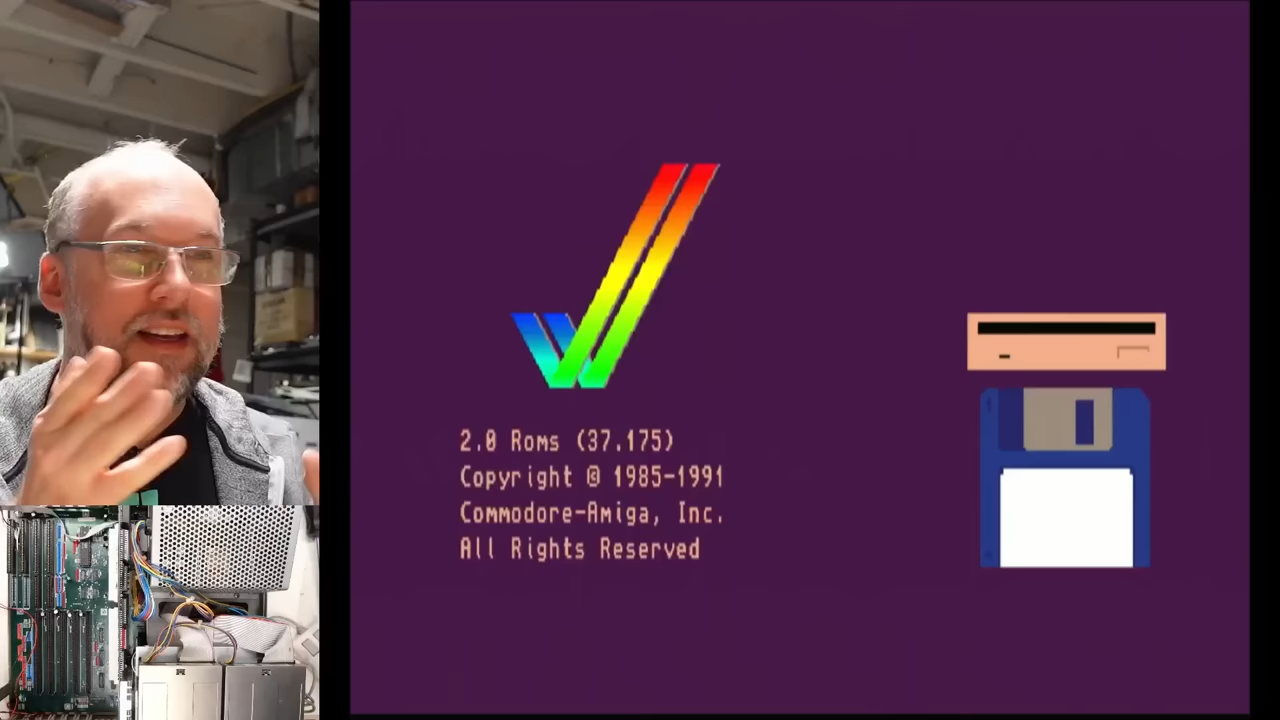 2.0 Roms (37.175)
Copyright © 1985-1991
Commodore-Amiga, Inc.
All Rights Reserved